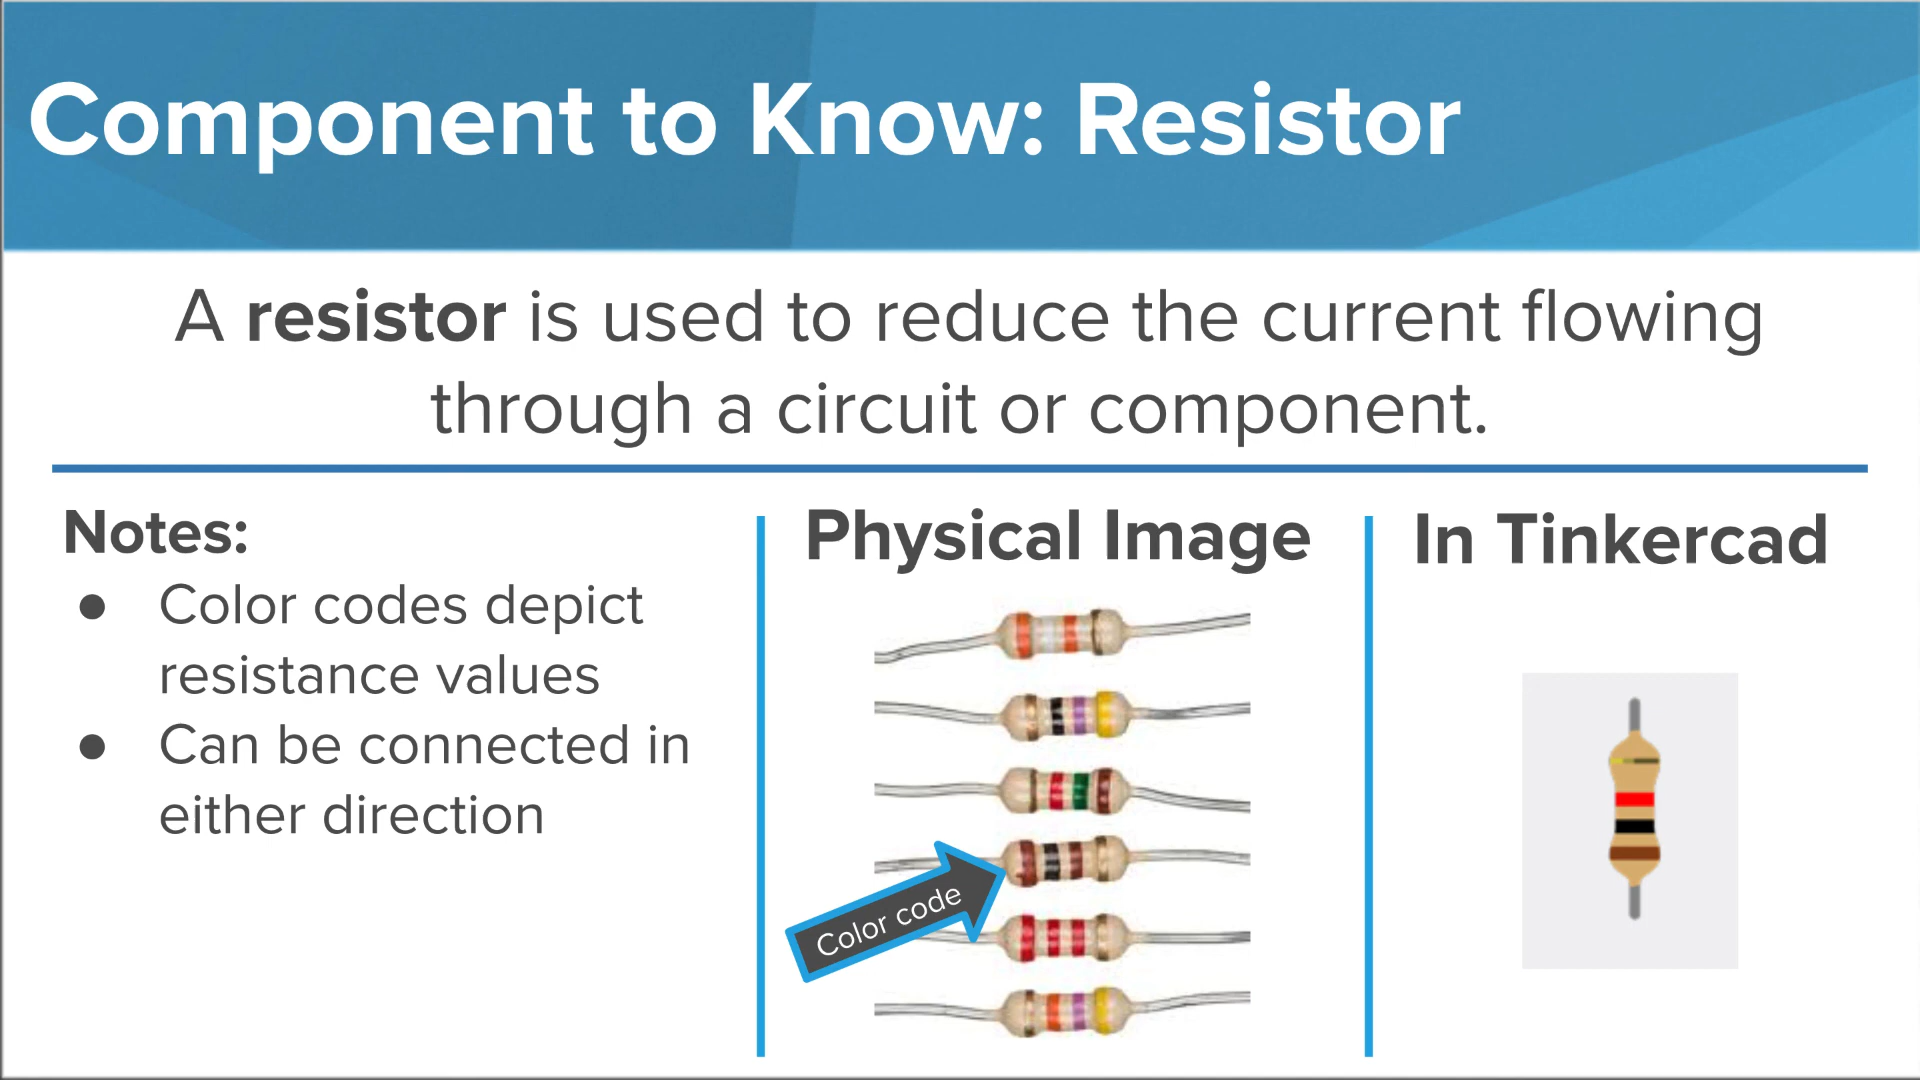 Component to Know: Resistor
A resistor is used to reduce the current flowing
through a circuit or component.
Notes:
● Color codes depict
resistance values
● Can be connected in
either direction
Physical Image
Color code
In Tinkercad